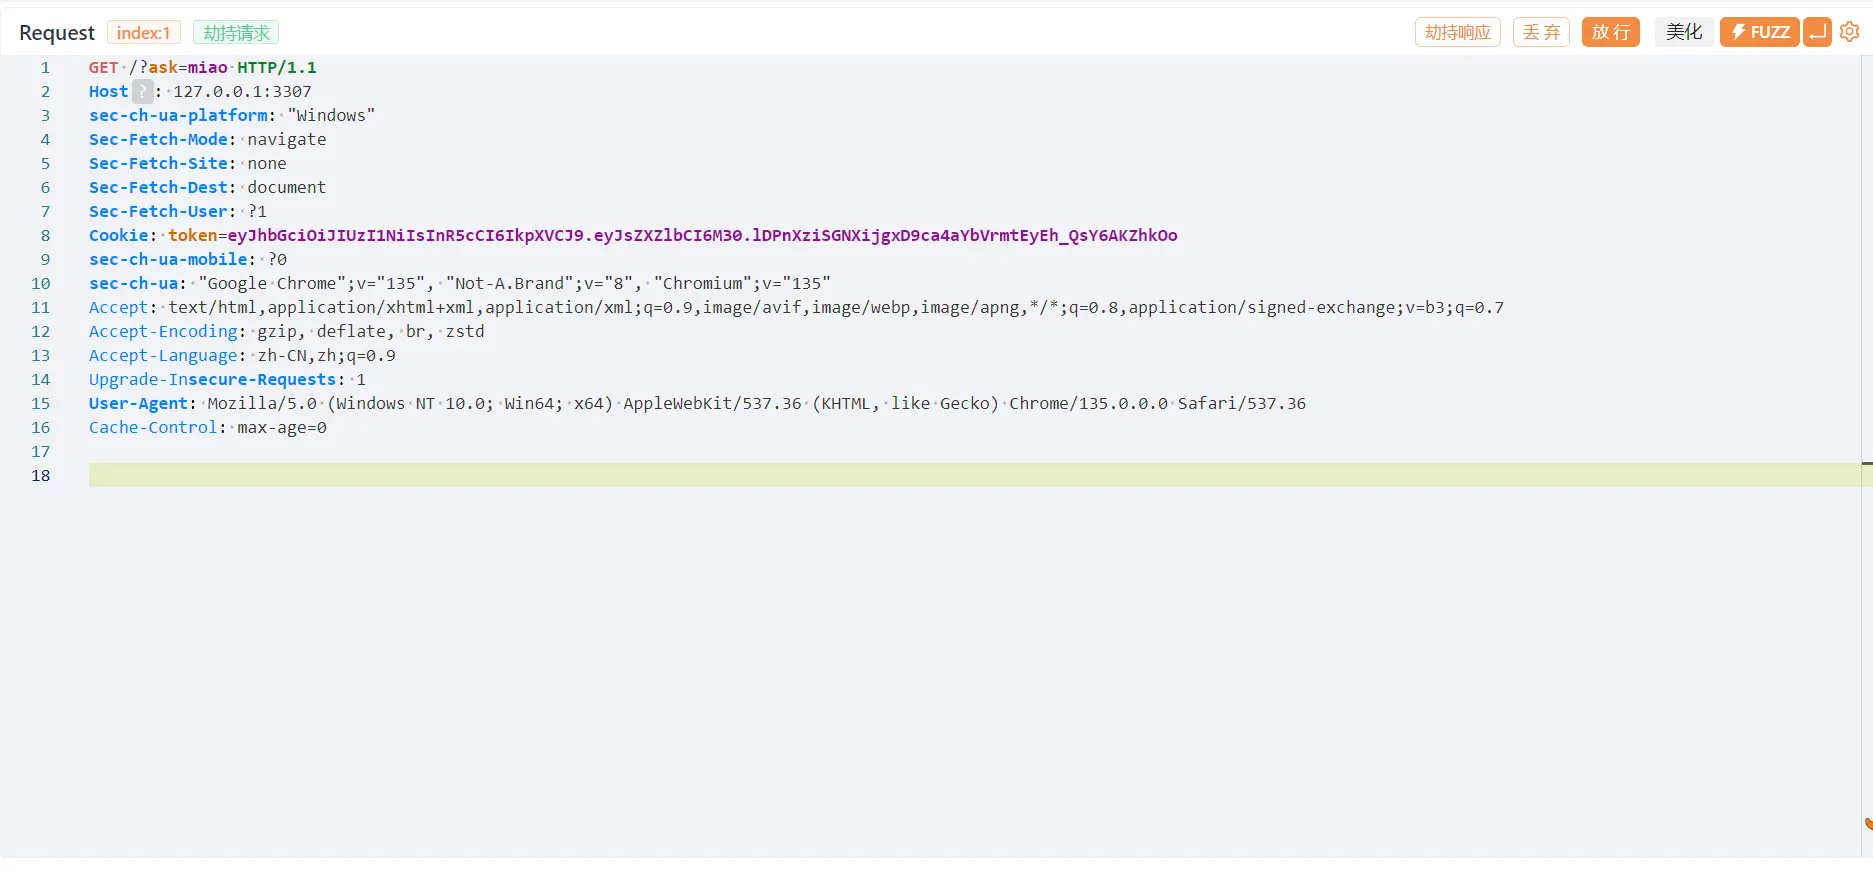 Request index:1 劫持请求 劫持响应 丢弃 放行 美化 FUZZ
1 GET /?ask=miao HTTP/1.1
2 Host ? : 127.0.0.1:3307
3 sec-ch-ua-platform: "Windows"
4 Sec-Fetch-Mode: navigate
5 Sec-Fetch-Site: none
6 Sec-Fetch-Dest: document
7 Sec-Fetch-User: ?1
8 Cookie: token=eyJhbGciOiJIUzI1NiIsInR5cCI6IkpXVCJ9.eyJsZXZlbCI6M30.lDPnXziSGNXijgxD9ca4aYbVrmtEyEh_QsY6AKZhkOo
9 sec-ch-ua-mobile: ?0
10 sec-ch-ua: "Google Chrome";v="135", "Not-A.Brand";v="8", "Chromium";v="135"
11 Accept: text/html,application/xhtml+xml,application/xml;q=0.9,image/avif,image/webp,image/apng,*/*;q=0.8,application/signed-exchange;v=b3;q=0.7
12 Accept-Encoding: gzip, deflate, br, zstd
13 Accept-Language: zh-CN,zh;q=0.9
14 Upgrade-Insecure-Requests: 1
15 User-Agent: Mozilla/5.0 (Windows NT 10.0; Win64; x64) AppleWebKit/537.36 (KHTML, like Gecko) Chrome/135.0.0.0 Safari/537.36
16 Cache-Control: max-age=0
17
18